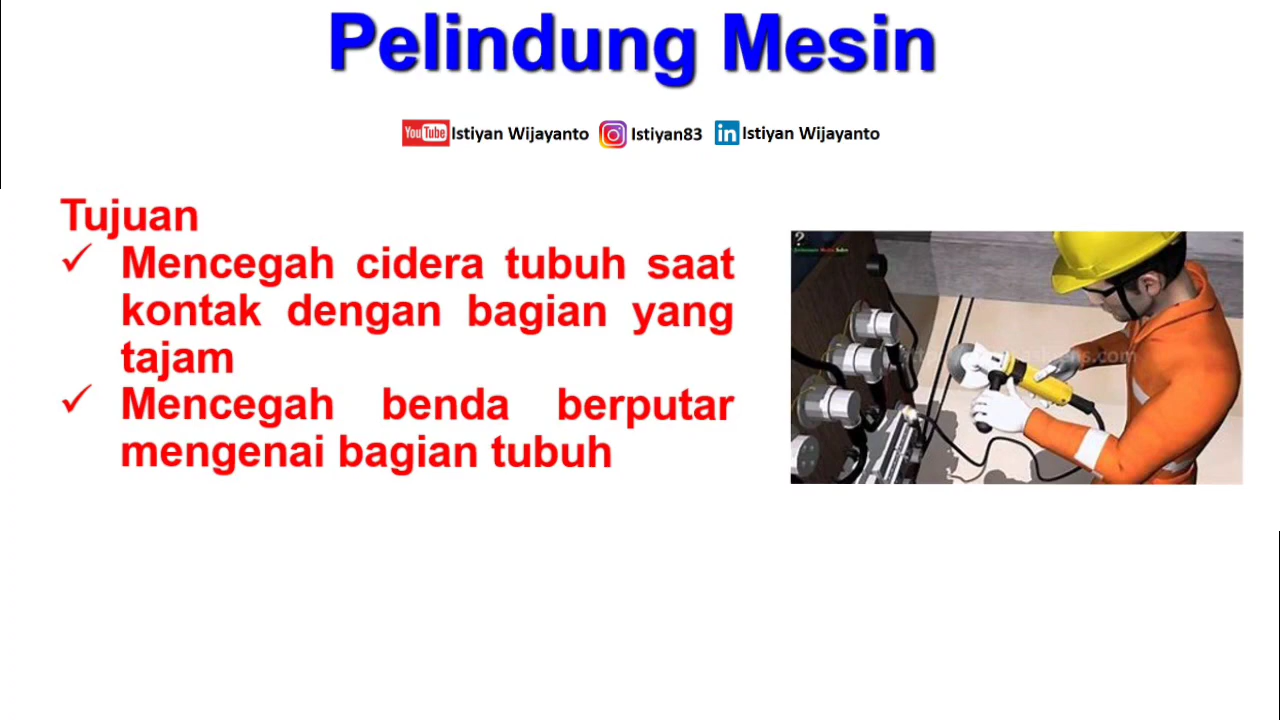 Pelindung Mesin
YouTube Istiyan Wijayanto Istiyan83 in Istiyan Wijayanto
Tujuan
✓ Mencegah cidera tubuh saat
kontak dengan bagian yang
tajam
✓ Mencegah benda berputar
mengenai bagian tubuh
?